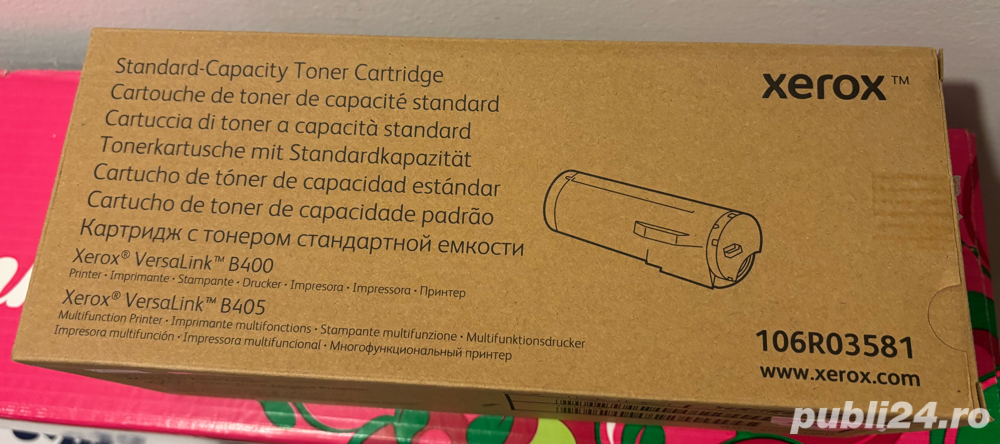 Standard-Capacity Toner Cartridge
Cartouche de toner de capacité standard
Cartuccia di toner a capacità standard
Tonerkartusche mit Standardkapazität
Cartucho de tóner de capacidad estándar
Cartucho de toner de capacidade padrão
Картридж с тонером стандартной емкости
Xerox® VersaLink™ B400
Printer • Imprimante • Stampante • Drucker • Impresora • Impressora • Принтер
Xerox® VersaLink™ B405
Multifunction Printer • Imprimante multifonctions • Stampante multifunzione • Multifunktionsdrucker
Impresora multifunción • Impressora multifuncional • Многофункциональный принтер
xerox™
106R03581
www.xerox.com
publi24.ro